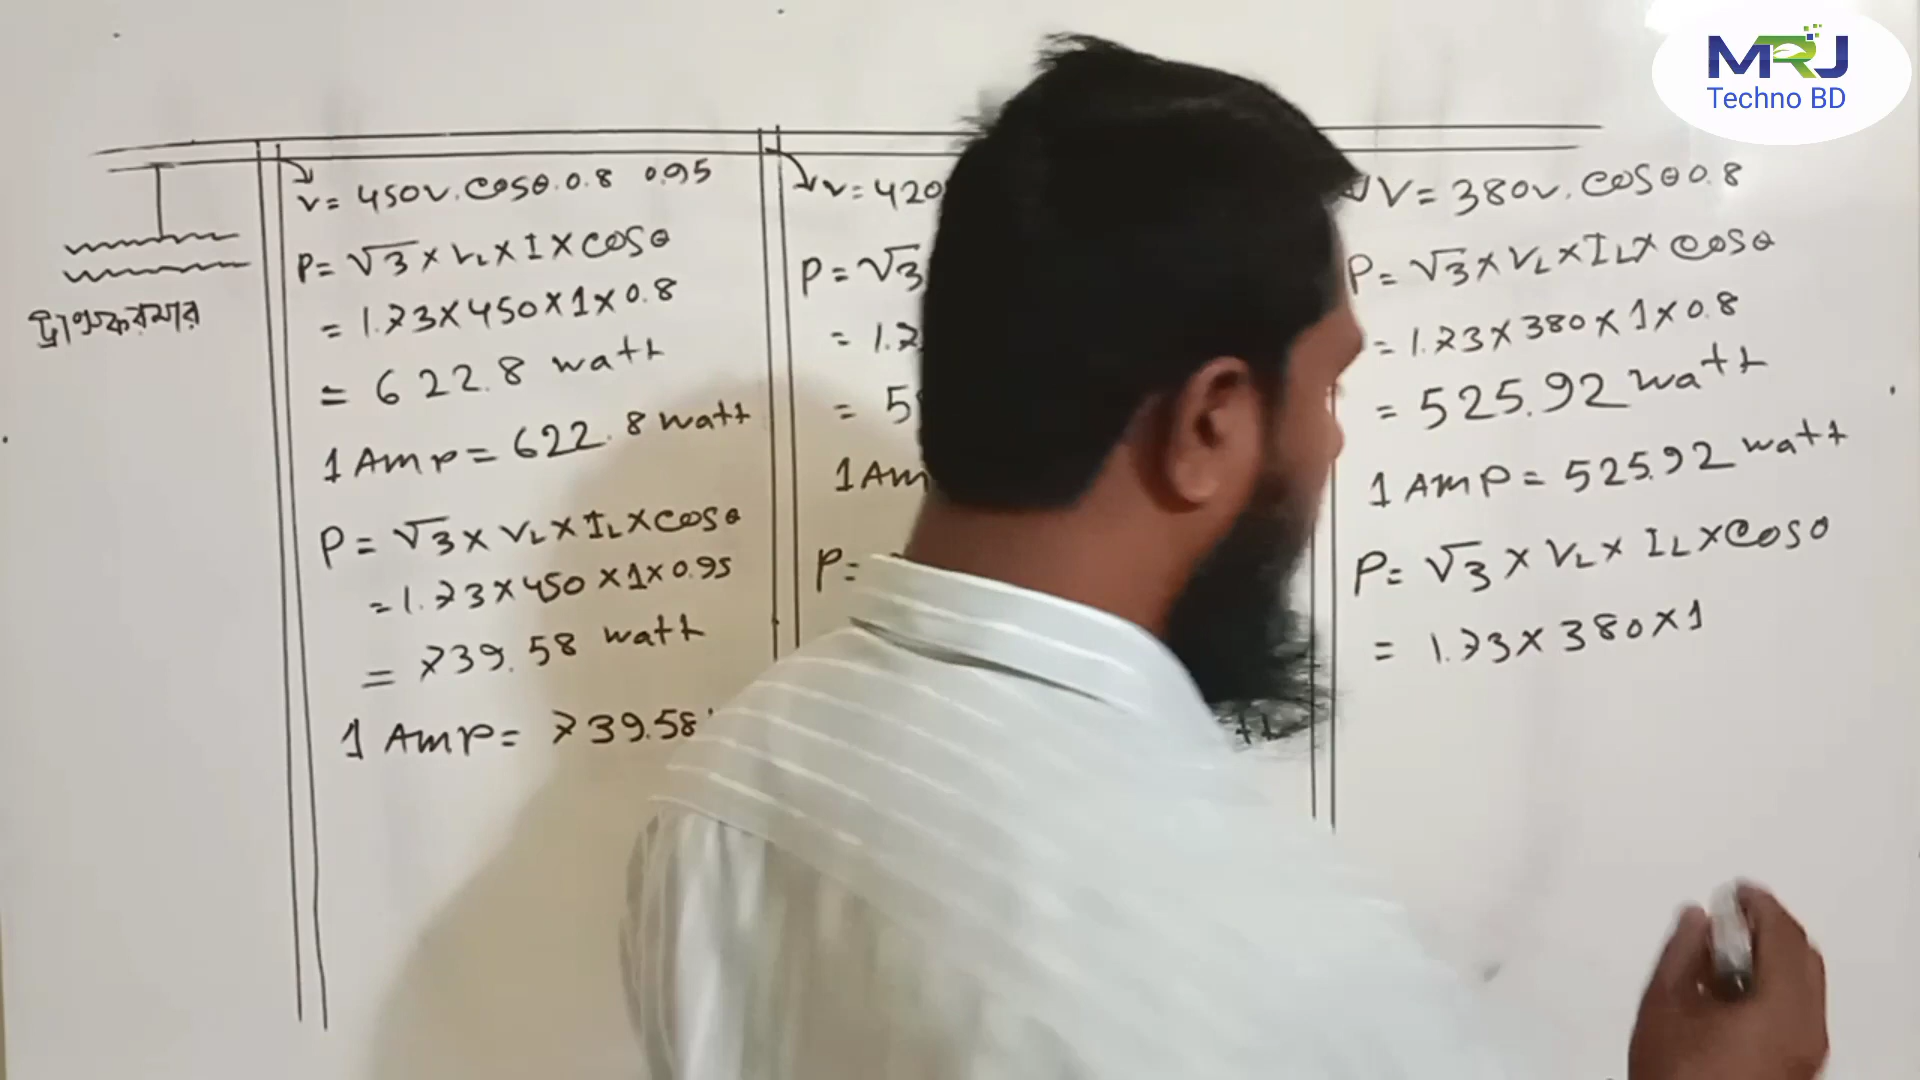 MRJ
Techno BD
ট্রান্সফরমার
V= 450V. Cosθ.0.8 0.95
P= √3 × VL × I × Cosθ
= 1.73×450×1×0.8
= 622.8 watt
1 Amp = 622.8 watt
P= √3 × VL × IL × Cosθ
=1.73×450×1×0.95
= 739.58 watt
1 Amp= 739.58
V=420
P=√3
= 1.7
= 5
1 Am
P=
V= 380V. Cosθ 0.8
P= √3 × VL × IL × Cosθ
= 1.73×380×1×0.8
= 525.92 watt
1 Amp = 525.92 watt
P= √3 × VL × IL × Cosθ
= 1.73×380×1